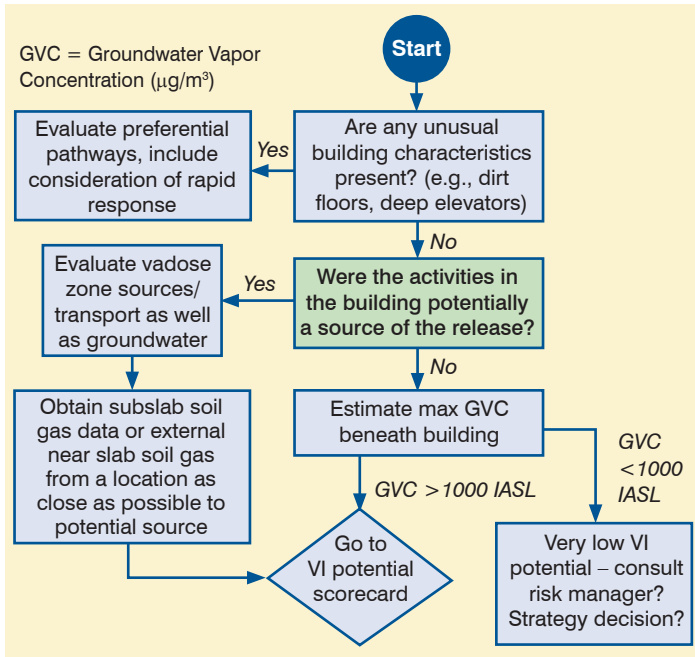 Start
GVC = Groundwater Vapor
Concentration (μg/m³)
Evaluate preferential
pathways, include
consideration of rapid
response
Yes
Are any unusual
building characteristics
present? (e.g., dirt
floors, deep elevators)
No
Evaluate vadose
zone sources/
transport as well
as groundwater
Yes
Were the activities in
the building potentially
a source of the release?
No
Obtain subslab soil
gas data or external
near slab soil gas
from a location as
close as possible to
potential source
Estimate max GVC
beneath building
GVC
<1000
IASL
GVC >1000 IASL
Go to
VI potential
scorecard
Very low VI
potential – consult
risk manager?
Strategy decision?